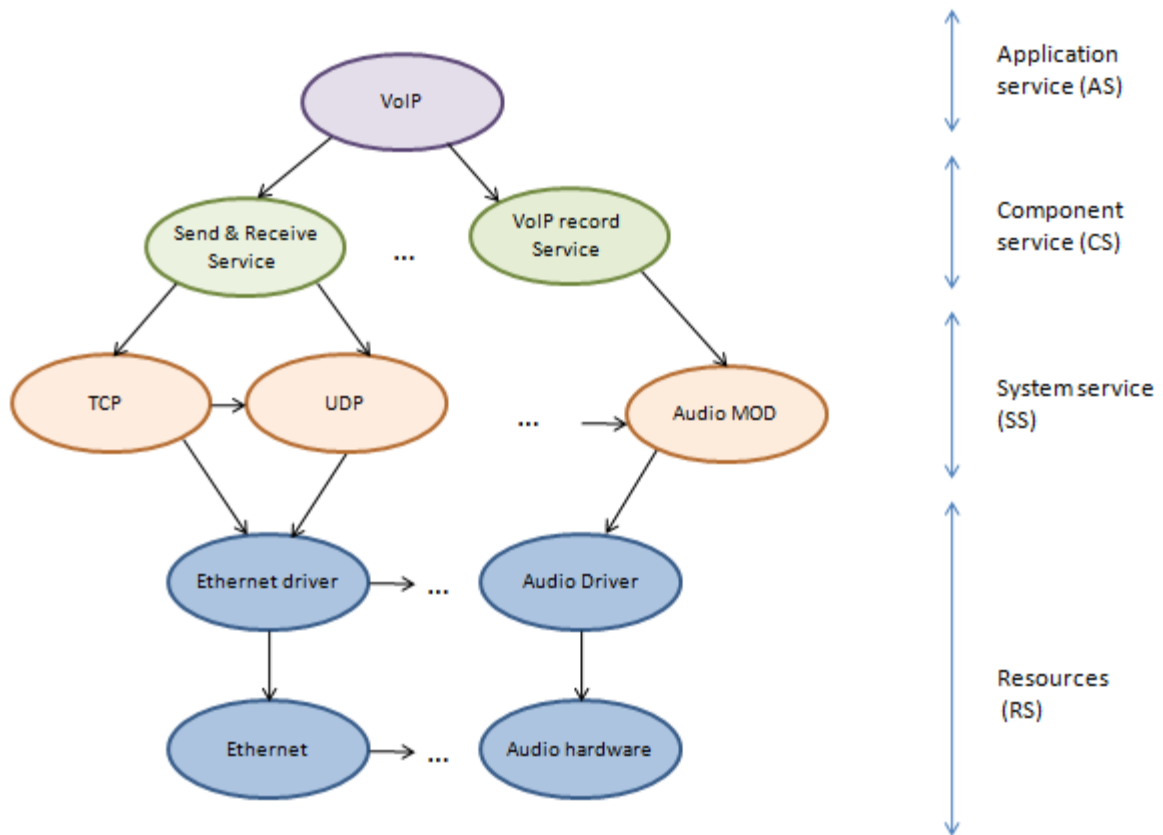 VoIP
Application
service (AS)
Send & Receive
Service
...
VoIP record
Service
Component
service (CS)
TCP
UDP
...
Audio MOD
System service
(SS)
Ethernet driver
...
Audio Driver
Resources
(RS)
Ethernet
...
Audio hardware